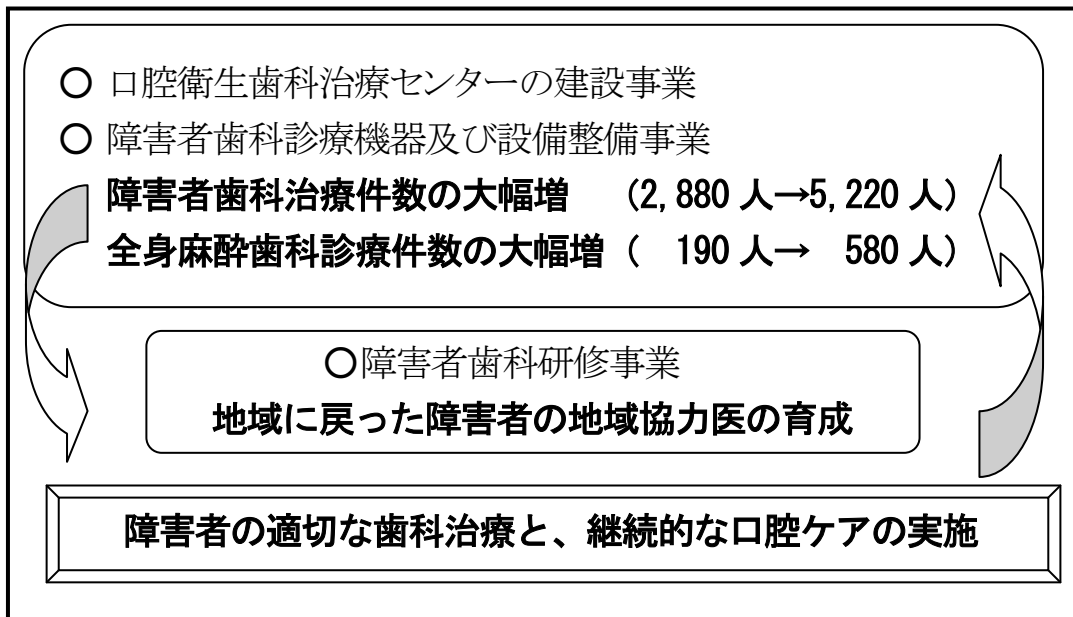 ○ 口腔衛生歯科治療センターの建設事業
○ 障害者歯科診療機器及び設備整備事業
障害者歯科治療件数の大幅増 (2,880 人→5,220 人)
全身麻酔歯科診療件数の大幅増 ( 190 人→ 580 人)
○障害者歯科研修事業
地域に戻った障害者の地域協力医の育成
障害者の適切な歯科治療と、継続的な口腔ケアの実施